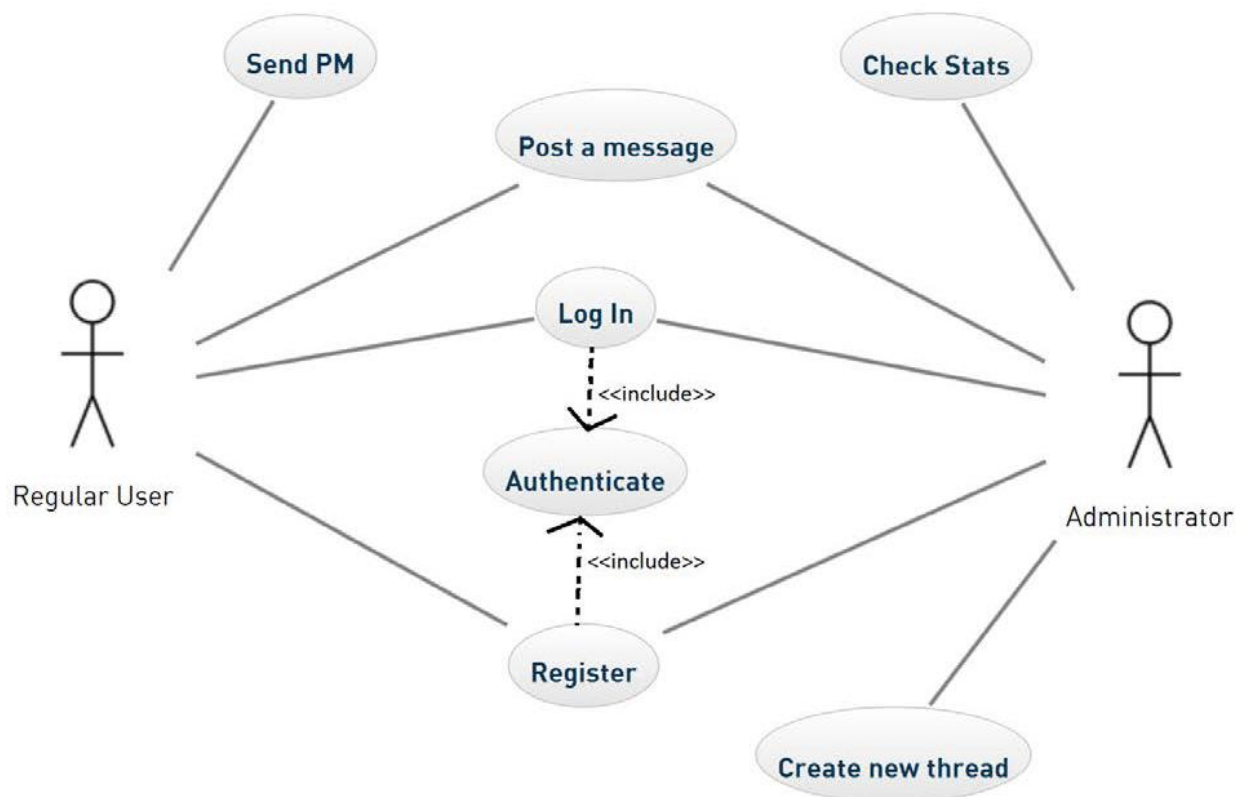 Send PM
Check Stats
Post a message
Log In
<<include>>
Authenticate
Regular User
Administrator
<<include>>
Register
Create new thread